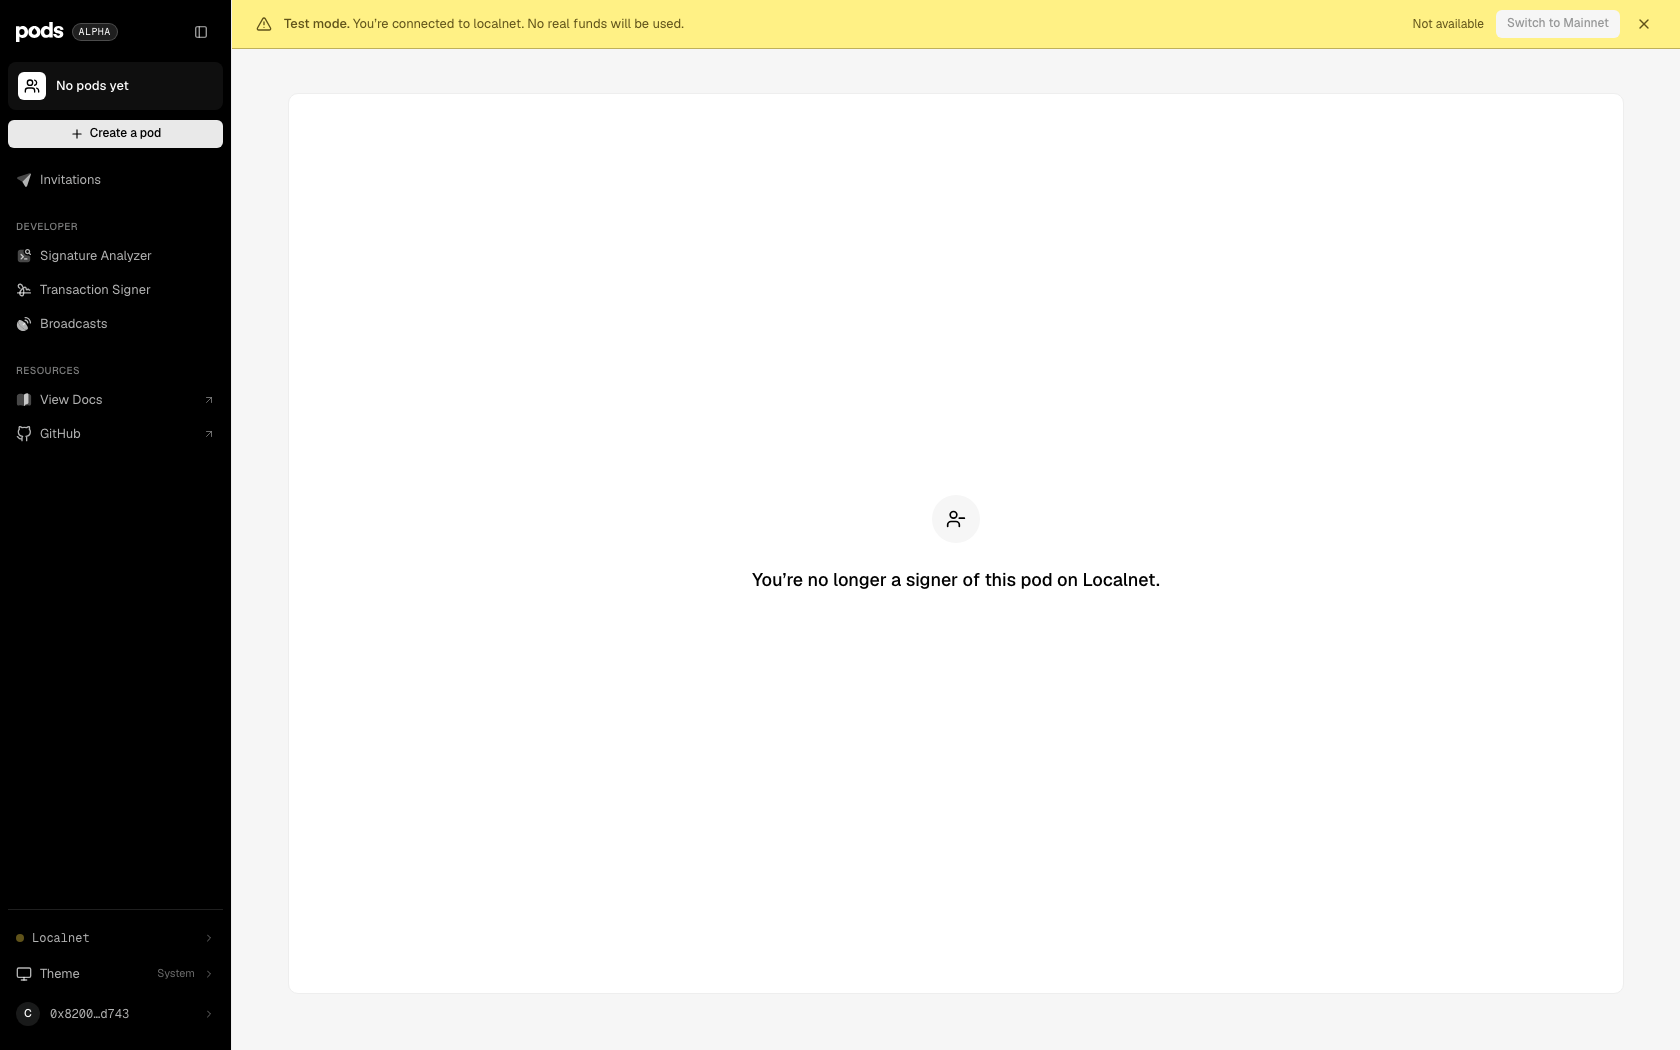 pods ALPHA
No pods yet
Create a pod
Invitations
DEVELOPER
Signature Analyzer
Transaction Signer
Broadcasts
RESOURCES
View Docs
GitHub
Localnet
Theme System
C 0x8200…d743
Test mode. You're connected to localnet. No real funds will be used.
Not available Switch to Mainnet
You're no longer a signer of this pod on Localnet.